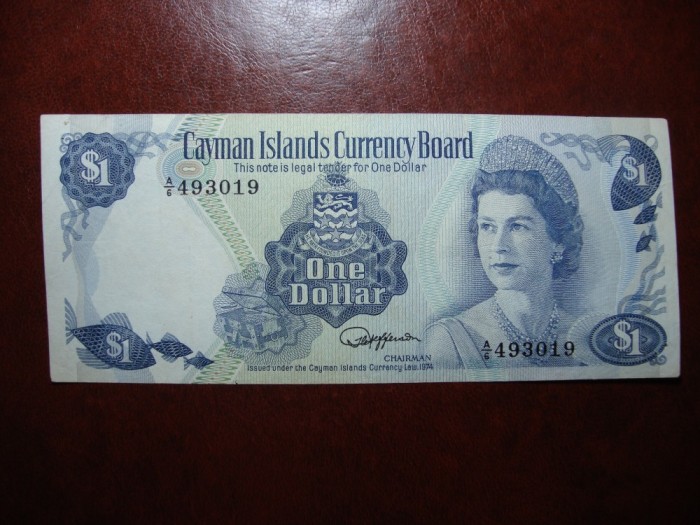 $1
Cayman Islands Currency Board
$1
This note is legal tender for One Dollar
A/6 493019
One
Dollar
CHAIRMAN
A/6 493019
$1
$1
Issued under the Cayman Islands Currency Law, 1974